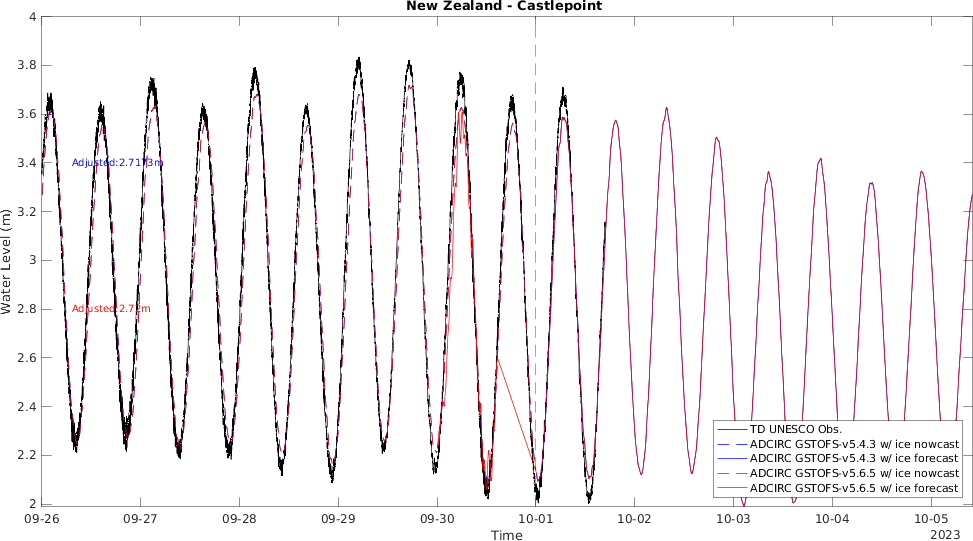 New Zealand - Castlepoint
4
3.8
3.6
3.4
3.2
3
2.8
2.6
2.4
2.2
2
Water Level (m)
Adjusted:2.7173m
Adjusted:2.72m
TD UNESCO Obs.
ADCIRC GSTOFS-v5.4.3 w/ ice nowcast
ADCIRC GSTOFS-v5.4.3 w/ ice forecast
ADCIRC GSTOFS-v5.6.5 w/ ice nowcast
ADCIRC GSTOFS-v5.6.5 w/ ice forecast
09-26 09-27 09-28 09-29 09-30 10-01 10-02 10-03 10-04 10-05
Time
2023